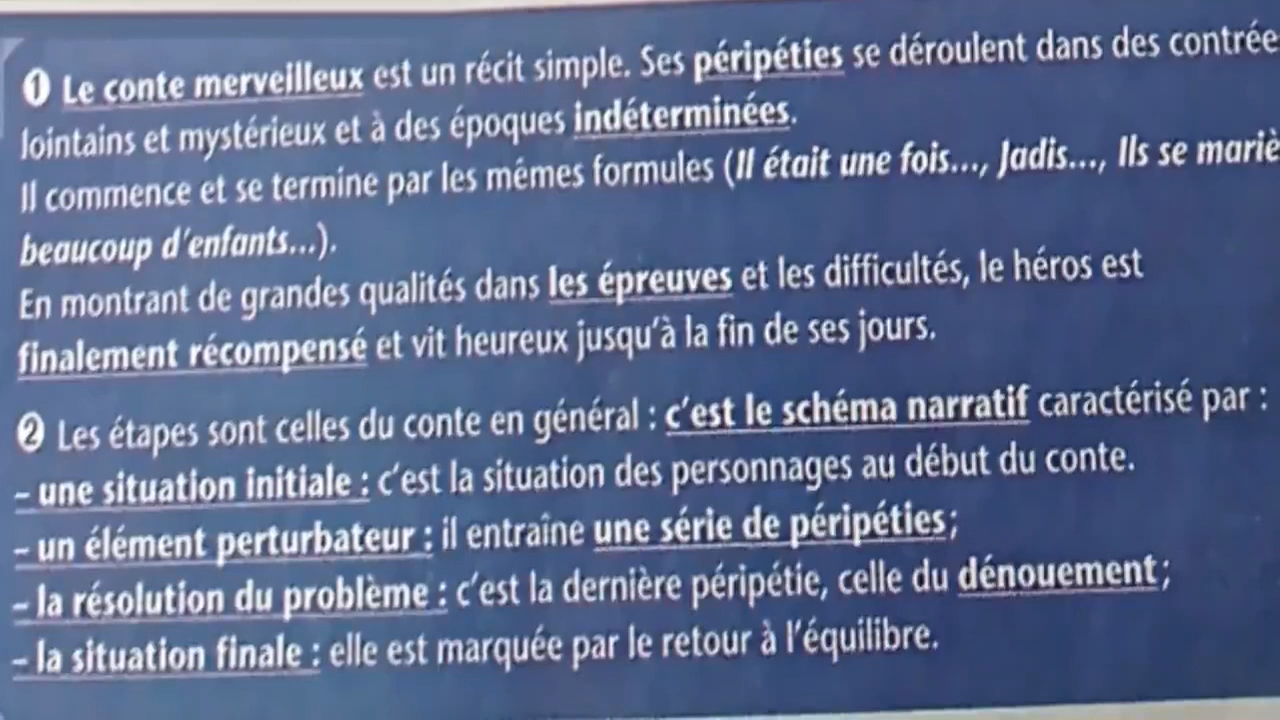 ❶ Le conte merveilleux est un récit simple. Ses péripéties se déroulent dans des contrée
lointains et mystérieux et à des époques indéterminées.
Il commence et se termine par les mêmes formules (Il était une fois..., Jadis..., Ils se mariè
beaucoup d'enfants...).
En montrant de grandes qualités dans les épreuves et les difficultés, le héros est
finalement récompensé et vit heureux jusqu'à la fin de ses jours.
❷ Les étapes sont celles du conte en général : c'est le schéma narratif caractérisé par :
- une situation initiale : c'est la situation des personnages au début du conte.
- un élément perturbateur : il entraîne une série de péripéties;
- la résolution du problème : c'est la dernière péripétie, celle du dénouement;
- la situation finale : elle est marquée par le retour à l'équilibre.